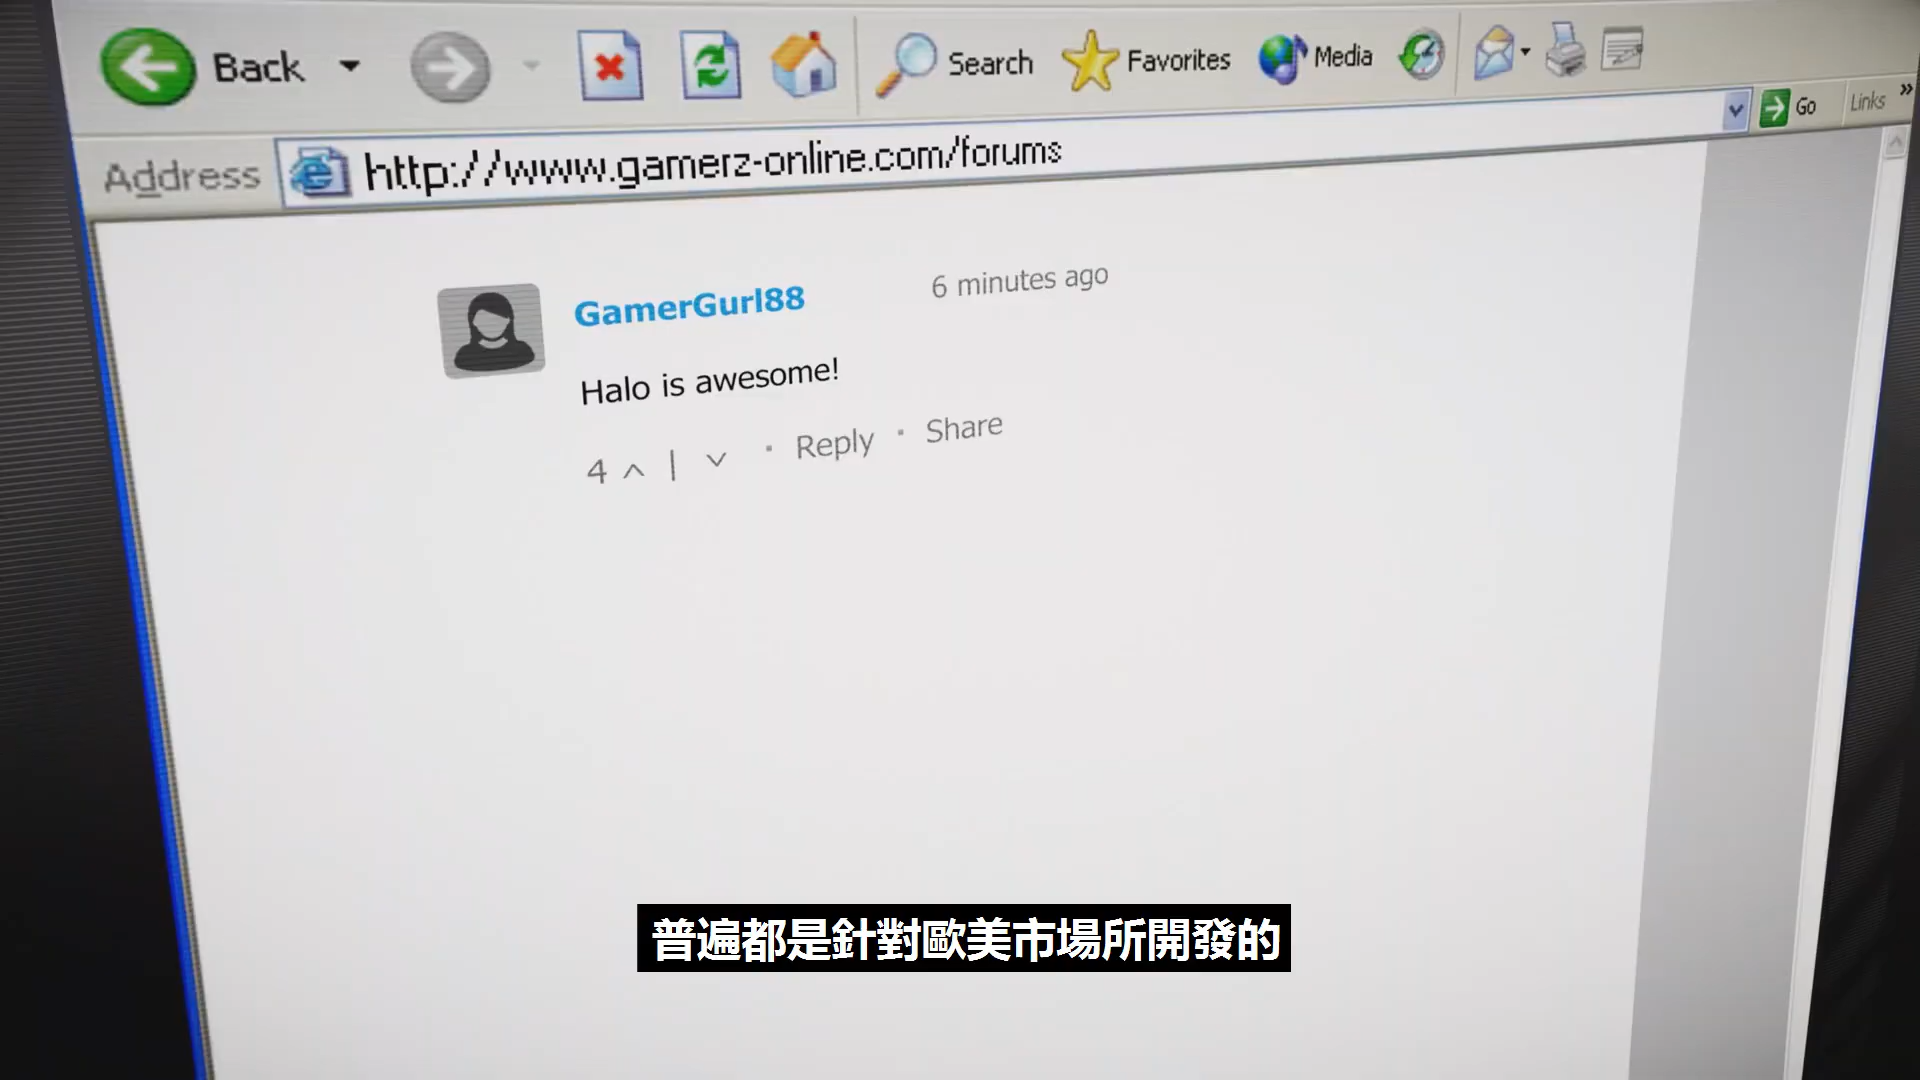 Back Search Favorites Media
Address http://www.gamerz-online.com/forums Go Links »
GamerGurl88 6 minutes ago
Halo is awesome!
4 | · Reply · Share
普遍都是針對歐美市場所開發的